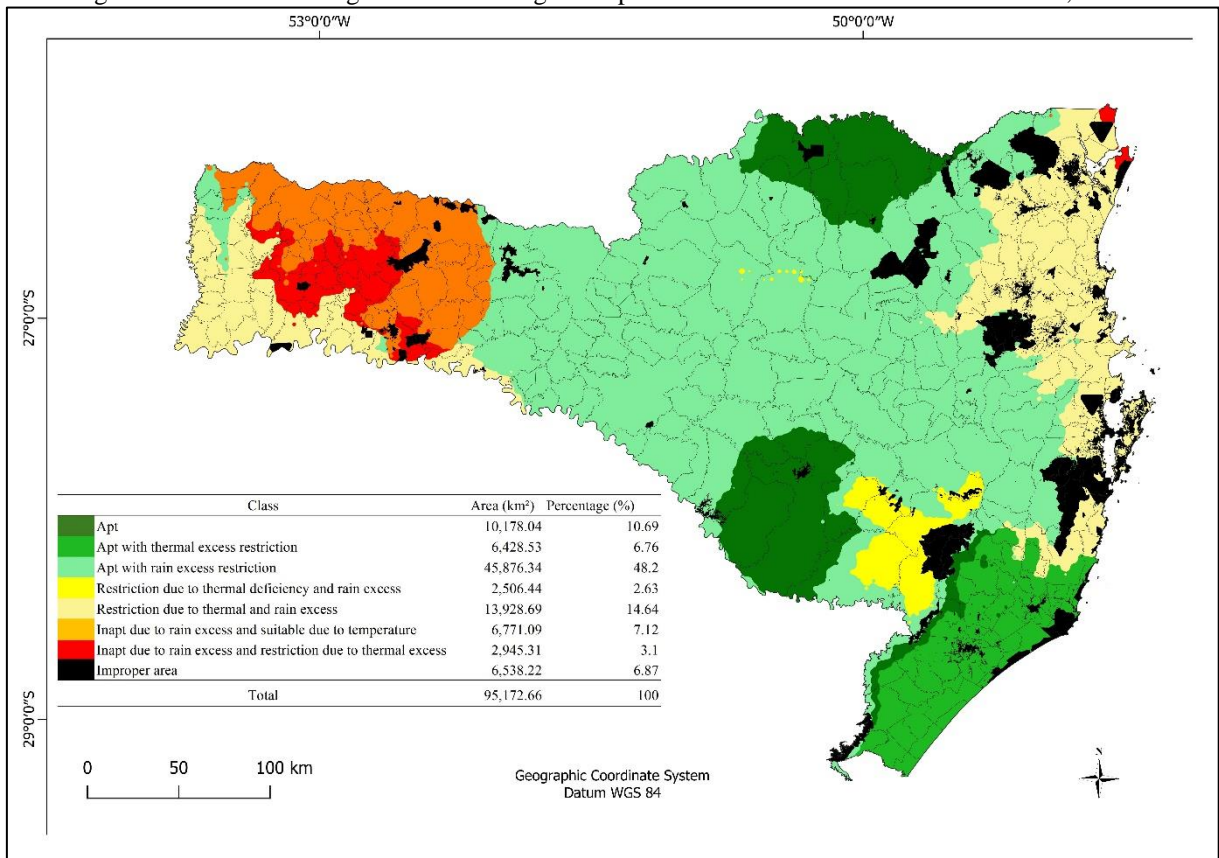 53°0'0"W 50°0'0"W
27°0'0"S
Class Area (km²) Percentage (%)
Apt 10,178.04 10.69
Apt with thermal excess restriction 6,428.53 6.76
Apt with rain excess restriction 45,876.34 48.2
Restriction due to thermal deficiency and rain excess 2,506.44 2.63
Restriction due to thermal and rain excess 13,928.69 14.64
Inapt due to rain excess and suitable due to temperature 6,771.09 7.12
Inapt due to rain excess and restriction due to thermal excess 2,945.31 3.1
Improper area 6,538.22 6.87
Total 95,172.66 100
29°0'0"S
0 50 100 km
Geographic Coordinate System
Datum WGS 84
N